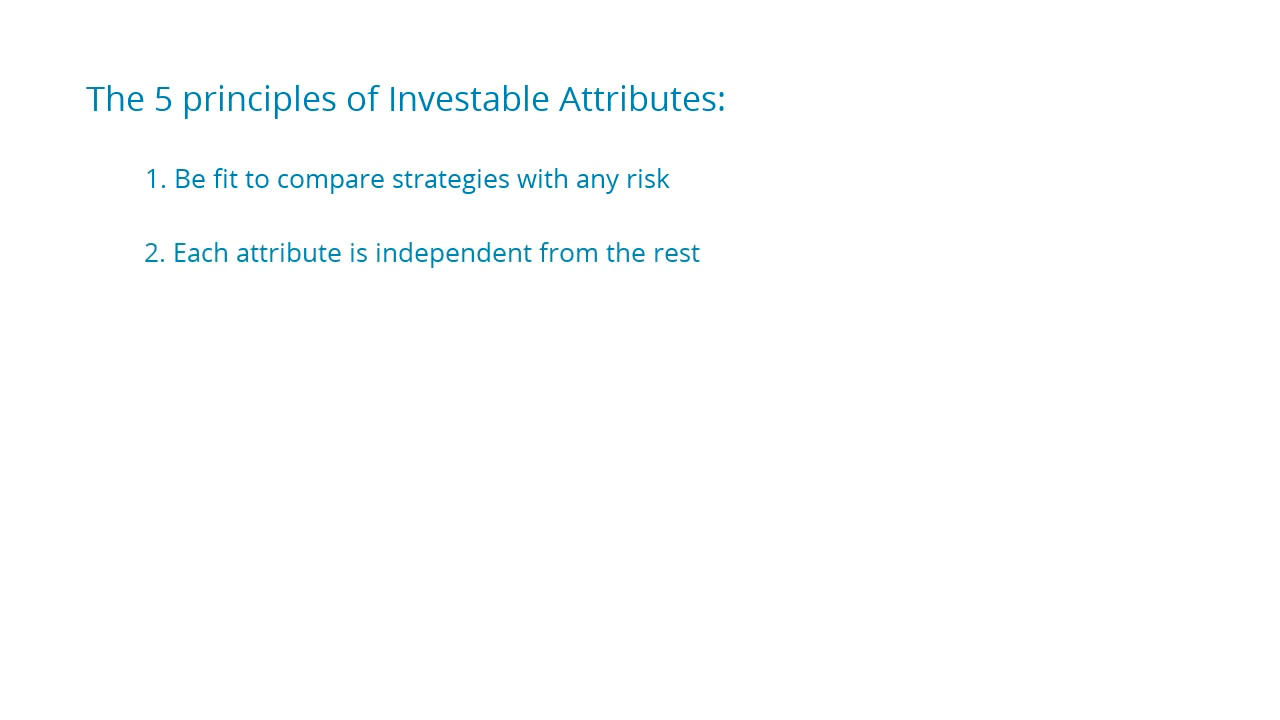 The 5 principles of Investable Attributes:
1. Be fit to compare strategies with any risk
2. Each attribute is independent from the rest